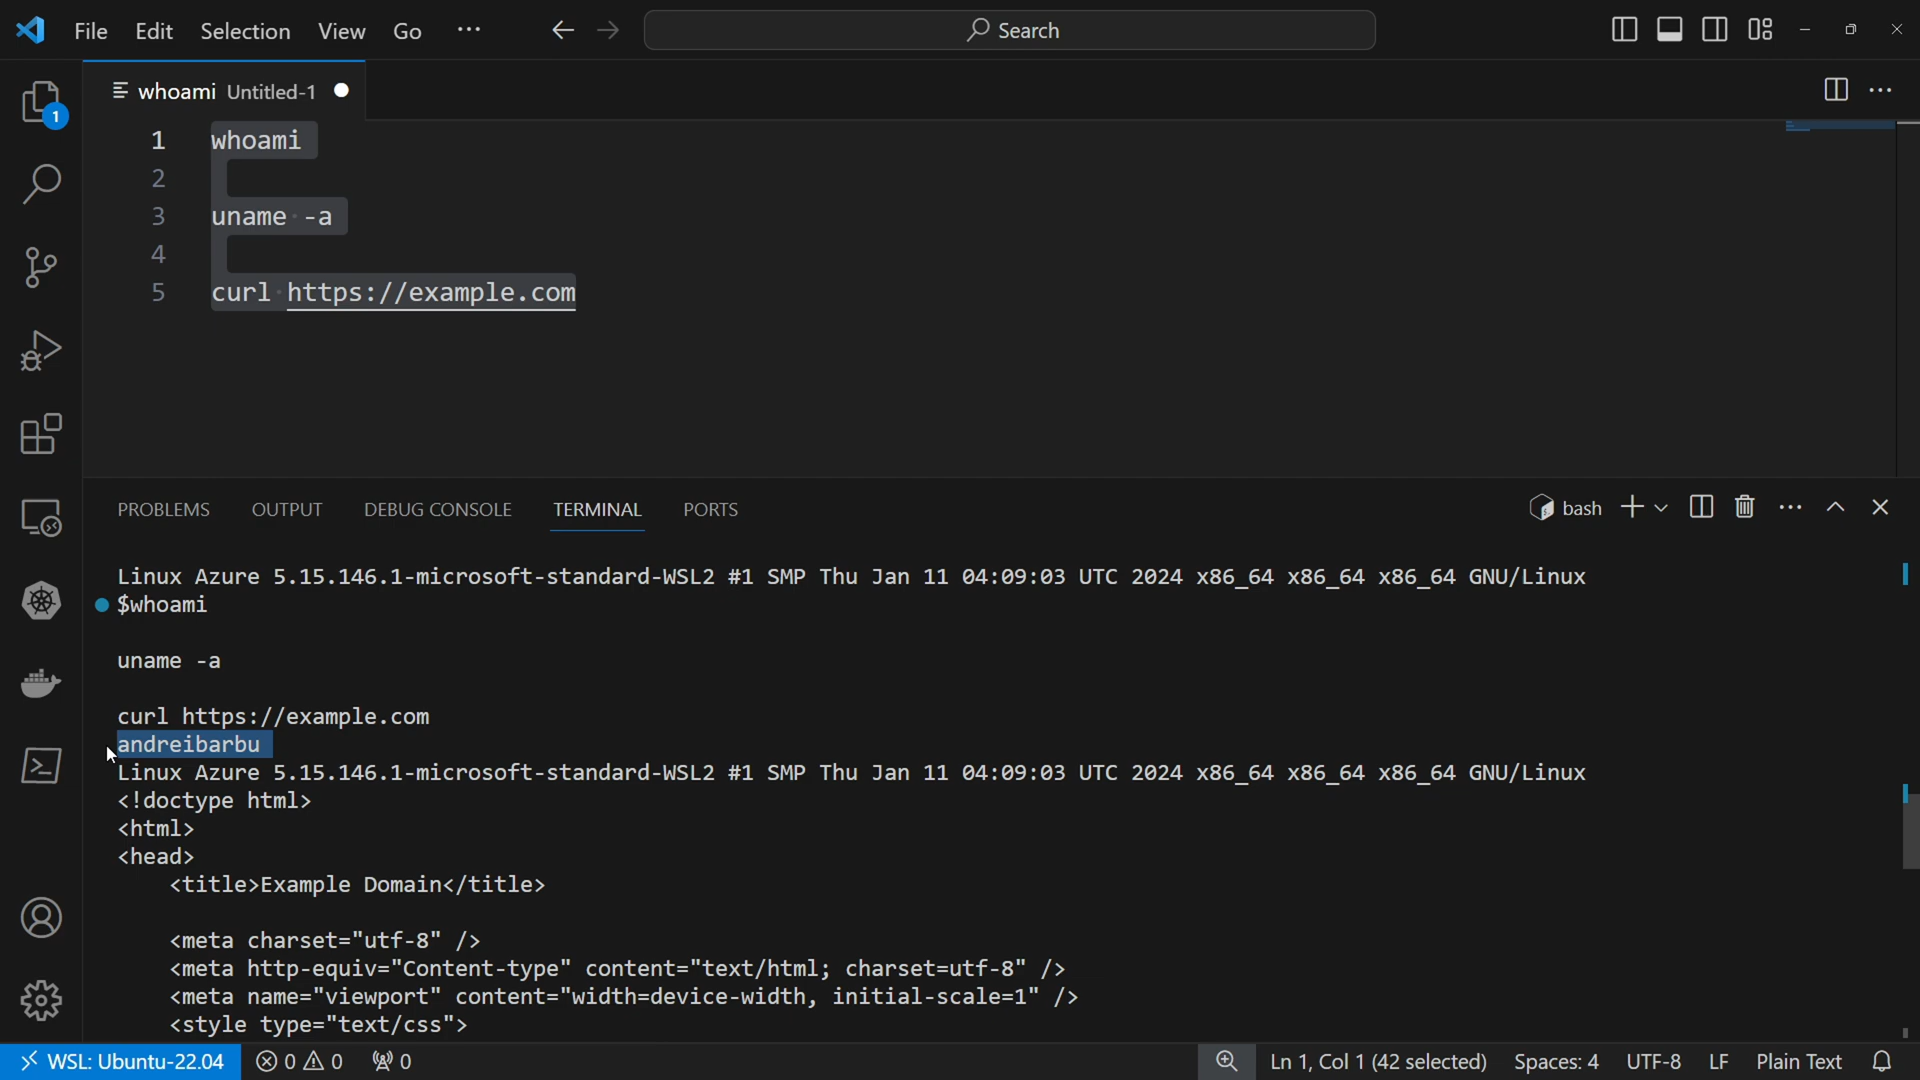 File Edit Selection View Go ··· Search
whoami Untitled-1
1
1 whoami
2
3 uname -a
4
5 curl https://example.com
PROBLEMS OUTPUT DEBUG CONSOLE TERMINAL PORTS bash
Linux Azure 5.15.146.1-microsoft-standard-WSL2 #1 SMP Thu Jan 11 04:09:03 UTC 2024 x86_64 x86_64 x86_64 GNU/Linux
$whoami
uname -a
curl https://example.com
andreibarbu
Linux Azure 5.15.146.1-microsoft-standard-WSL2 #1 SMP Thu Jan 11 04:09:03 UTC 2024 x86_64 x86_64 x86_64 GNU/Linux
<!doctype html>
<html>
<head>
    <title>Example Domain</title>
    <meta charset="utf-8" />
    <meta http-equiv="Content-type" content="text/html; charset=utf-8" />
    <meta name="viewport" content="width=device-width, initial-scale=1" />
    <style type="text/css">
WSL: Ubuntu-22.04 0 0 0 Ln 1, Col 1 (42 selected) Spaces: 4 UTF-8 LF Plain Text